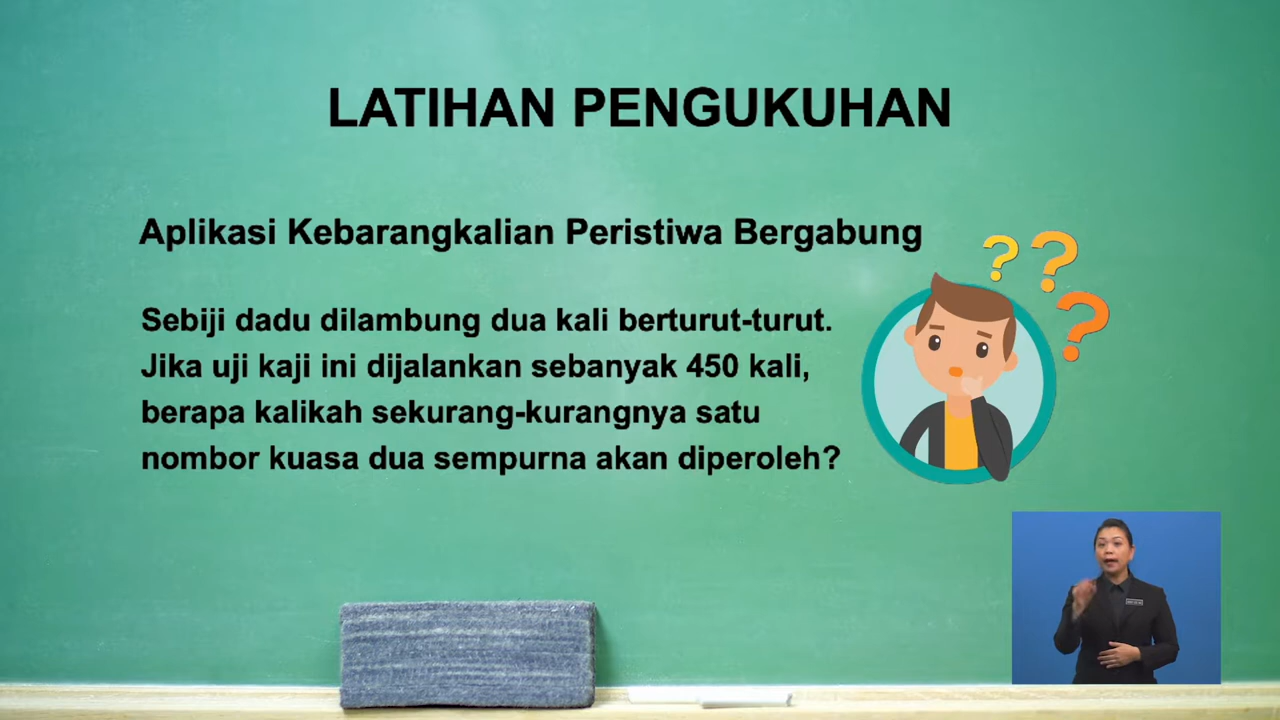 LATIHAN PENGUKUHAN
Aplikasi Kebarangkalian Peristiwa Bergabung
Sebiji dadu dilambung dua kali berturut-turut.
Jika uji kaji ini dijalankan sebanyak 450 kali,
berapa kalikah sekurang-kurangnya satu
nombor kuasa dua sempurna akan diperoleh?